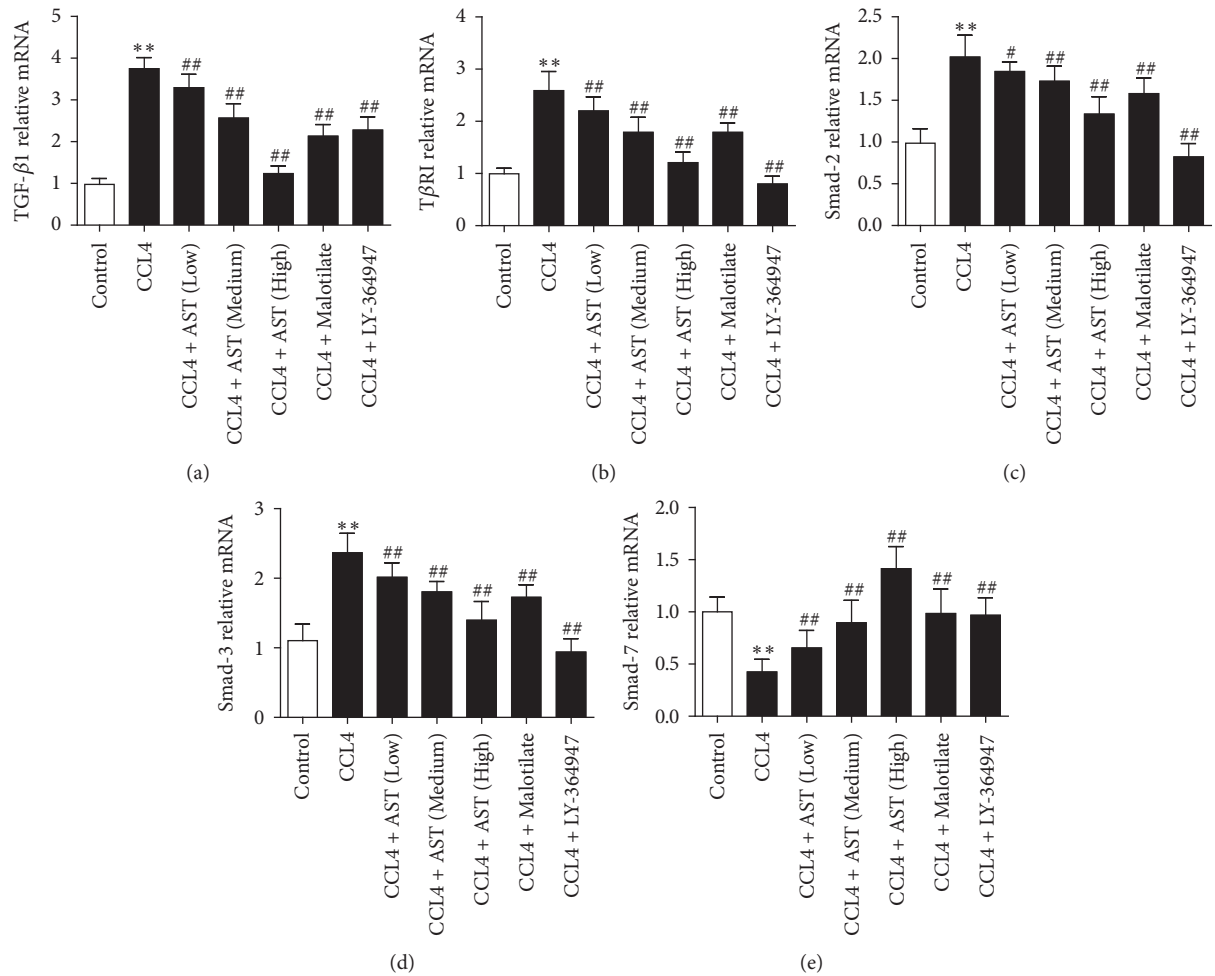 TGF-β1 relative mRNA
5
4
3
2
1
0
**
##
##
##
##
##
Control
CCL4
CCL4 + AST (Low)
CCL4 + AST (Medium)
CCL4 + AST (High)
CCL4 + Malotilate
CCL4 + LY-364947
(a)
TβRI relative mRNA
4
3
2
1
0
**
##
##
##
##
##
Control
CCL4
CCL4 + AST (Low)
CCL4 + AST (Medium)
CCL4 + AST (High)
CCL4 + Malotilate
CCL4 + LY-364947
(b)
Smad-2 relative mRNA
2.5
2.0
1.5
1.0
0.5
0.0
**
#
##
##
##
##
Control
CCL4
CCL4 + AST (Low)
CCL4 + AST (Medium)
CCL4 + AST (High)
CCL4 + Malotilate
CCL4 + LY-364947
(c)
Smad-3 relative mRNA
3
2
1
0
**
##
##
##
##
##
Control
CCL4
CCL4 + AST (Low)
CCL4 + AST (Medium)
CCL4 + AST (High)
CCL4 + Malotilate
CCL4 + LY-364947
(d)
Smad-7 relative mRNA
2.0
1.5
1.0
0.5
0.0
**
##
##
##
##
##
Control
CCL4
CCL4 + AST (Low)
CCL4 + AST (Medium)
CCL4 + AST (High)
CCL4 + Malotilate
CCL4 + LY-364947
(e)